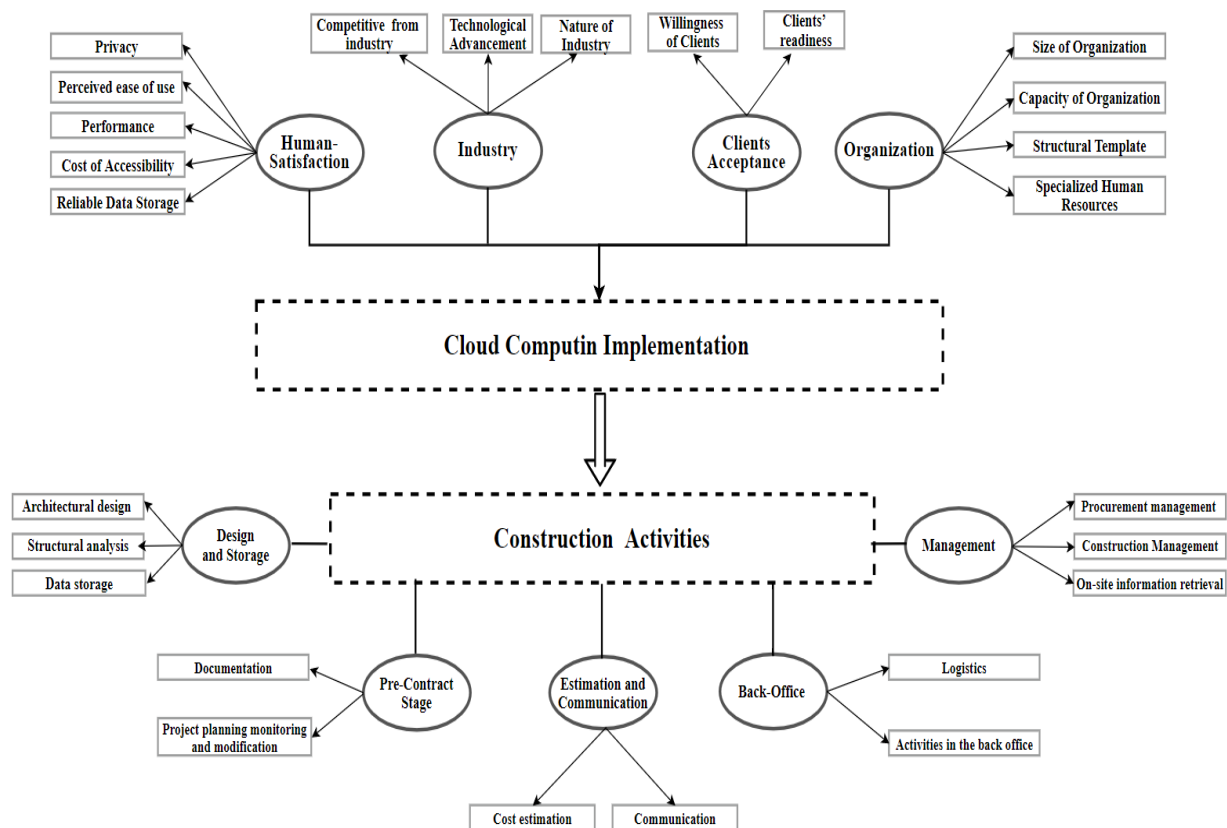 Privacy
Perceived ease of use
Performance
Cost of Accessibility
Reliable Data Storage
Competitive from
industry
Technological
Advancement
Nature of
Industry
Willingness
of Clients
Clients'
readiness
Size of Organization
Capacity of Organization
Structural Template
Specialized Human
Resources
Human-
Satisfaction
Industry
Clients
Acceptance
Organization
Cloud Computin Implementation
Construction Activities
Architectural design
Structural analysis
Data storage
Design
and Storage
Management
Procurement management
Construction Management
On-site information retrieval
Documentation
Project planning monitoring
and modification
Pre-Contract
Stage
Estimation and
Communication
Back-Office
Logistics
Activities in the back office
Cost estimation
Communication